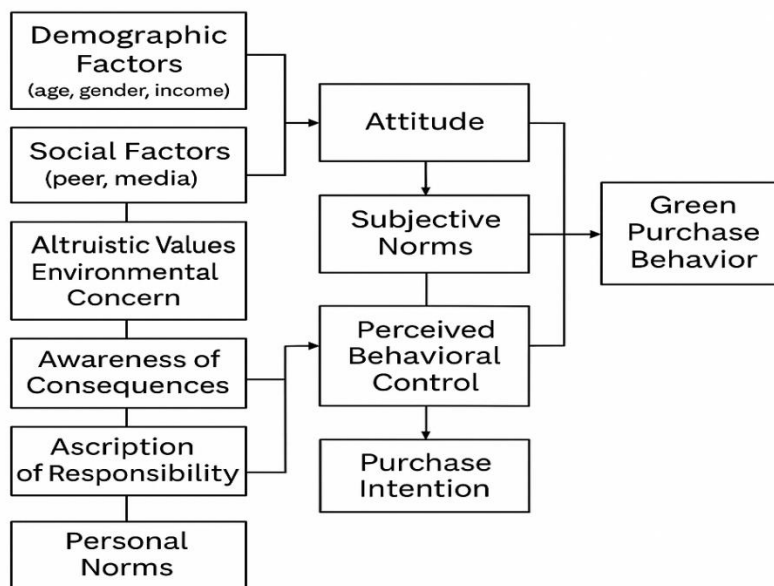 Demographic
Factors
(age, gender, income)
Social Factors
(peer, media)
Altruistic Values
Environmental
Concern
Awareness of
Consequences
Ascription
of Responsibility
Personal
Norms
Attitude
Subjective
Norms
Perceived
Behavioral
Control
Purchase
Intention
Green
Purchase
Behavior